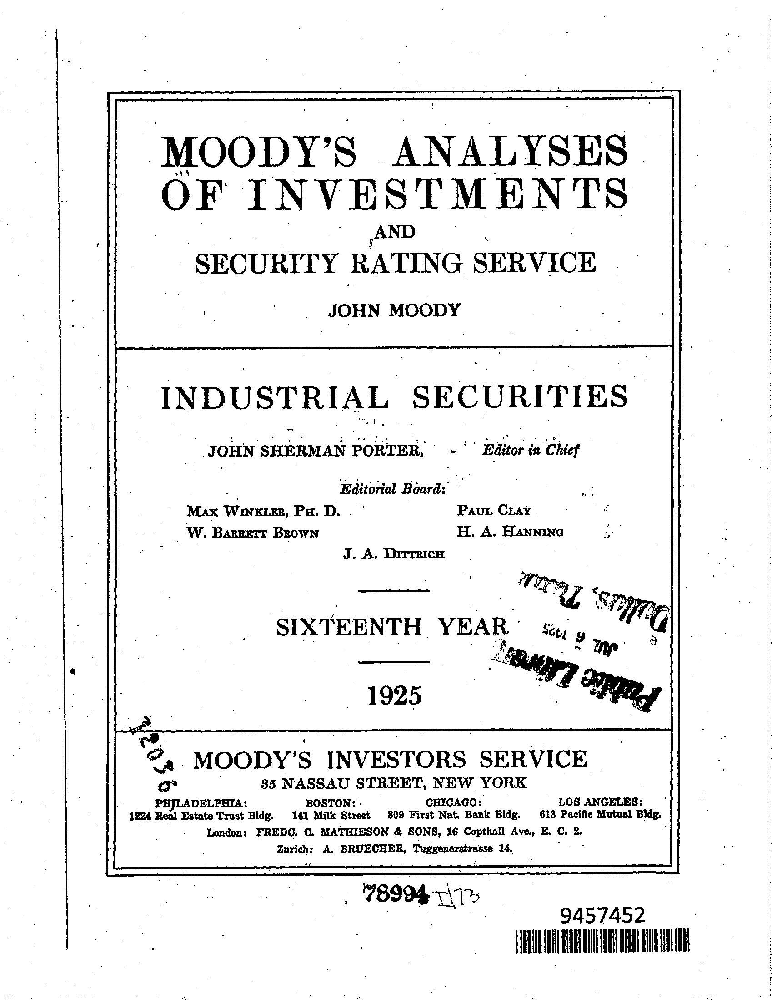 MOODY'S ANALYSES
OF INVESTMENTS
AND
SECURITY RATING SERVICE
JOHN MOODY
INDUSTRIAL SECURITIES
JOHN SHERMAN PORTER, - Editor in Chief
Editorial Board:
MAX WINKLER, PH. D. PAUL CLAY
W. BARRETT BROWN H. A. HANNING
J. A. DITTRICH
SIXTEENTH YEAR
1925
Public Library
JUL 6 - 1925
Dallas, Texas
MOODY'S INVESTORS SERVICE
35 NASSAU STREET, NEW YORK
PHILADELPHIA: BOSTON: CHICAGO: LOS ANGELES:
1224 Real Estate Trust Bldg. 141 Milk Street 809 First Nat. Bank Bldg. 613 Pacific Mutual Bldg.
London: FREDC. C. MATHIESON & SONS, 16 Copthall Ave., E. C. 2.
Zurich: A. BRUECHER, Tuggenerstrasse 14.
78994
9457452